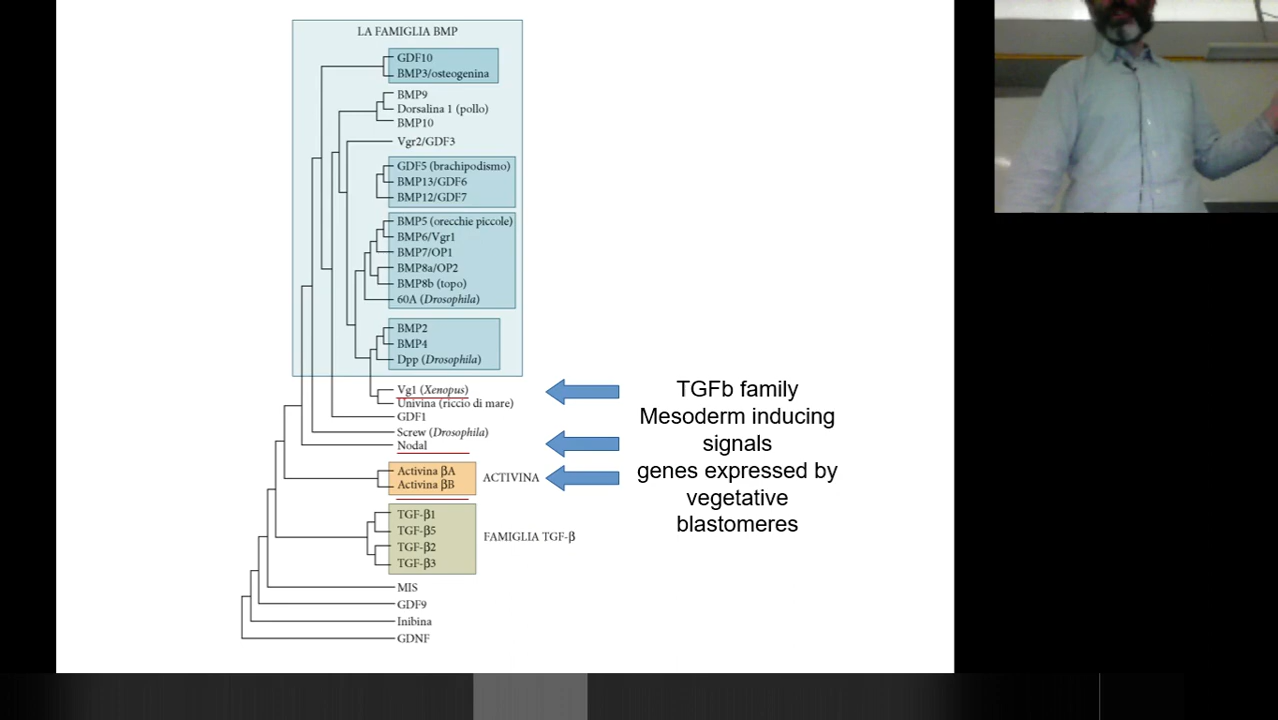 LA FAMIGLIA BMP
GDF10
BMP3/osteogenina
BMP9
Dorsalina 1 (pollo)
BMP10
Vgr2/GDF3
GDF5 (brachipodismo)
BMP13/GDF6
BMP12/GDF7
BMP5 (orecchie piccole)
BMP6/Vgr1
BMP7/OP1
BMP8a/OP2
BMP8b (topo)
60A (Drosophila)
BMP2
BMP4
Dpp (Drosophila)
Vg1 (Xenopus)
Univina (riccio di mare)
GDF1
Screw (Drosophila)
Nodal
Activina βA
Activina βB
ACTIVINA
TGF-β1
TGF-β5
TGF-β2
TGF-β3
FAMIGLIA TGF-β
MIS
GDF9
Inibina
GDNF
TGFb family
Mesoderm inducing
signals
genes expressed by
vegetative
blastomeres